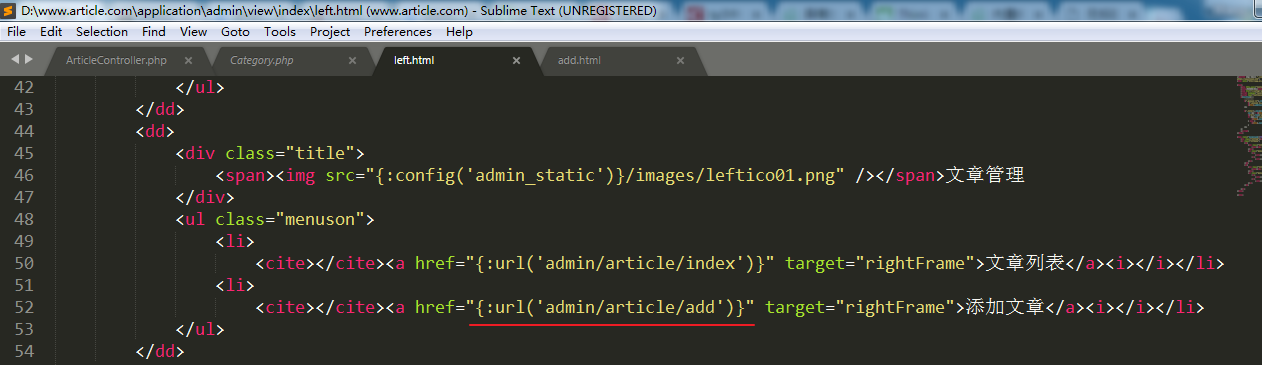 D:\www.article.com\application\admin\view\index\left.html (www.article.com) - Sublime Text (UNREGISTERED)
File Edit Selection Find View Goto Tools Project Preferences Help
ArticleController.php Category.php left.html add.html
42 </ul>
43 </dd>
44 <dd>
45 <div class="title">
46 <span><img src="{:config('admin_static')}/images/leftico01.png" /></span>文章管理
47 </div>
48 <ul class="menuson">
49 <li>
50 <cite></cite><a href="{:url('admin/article/index')}" target="rightFrame">文章列表</a><i></i></li>
51 <li>
52 <cite></cite><a href="{:url('admin/article/add')}" target="rightFrame">添加文章</a><i></i></li>
53 </ul>
54 </dd>